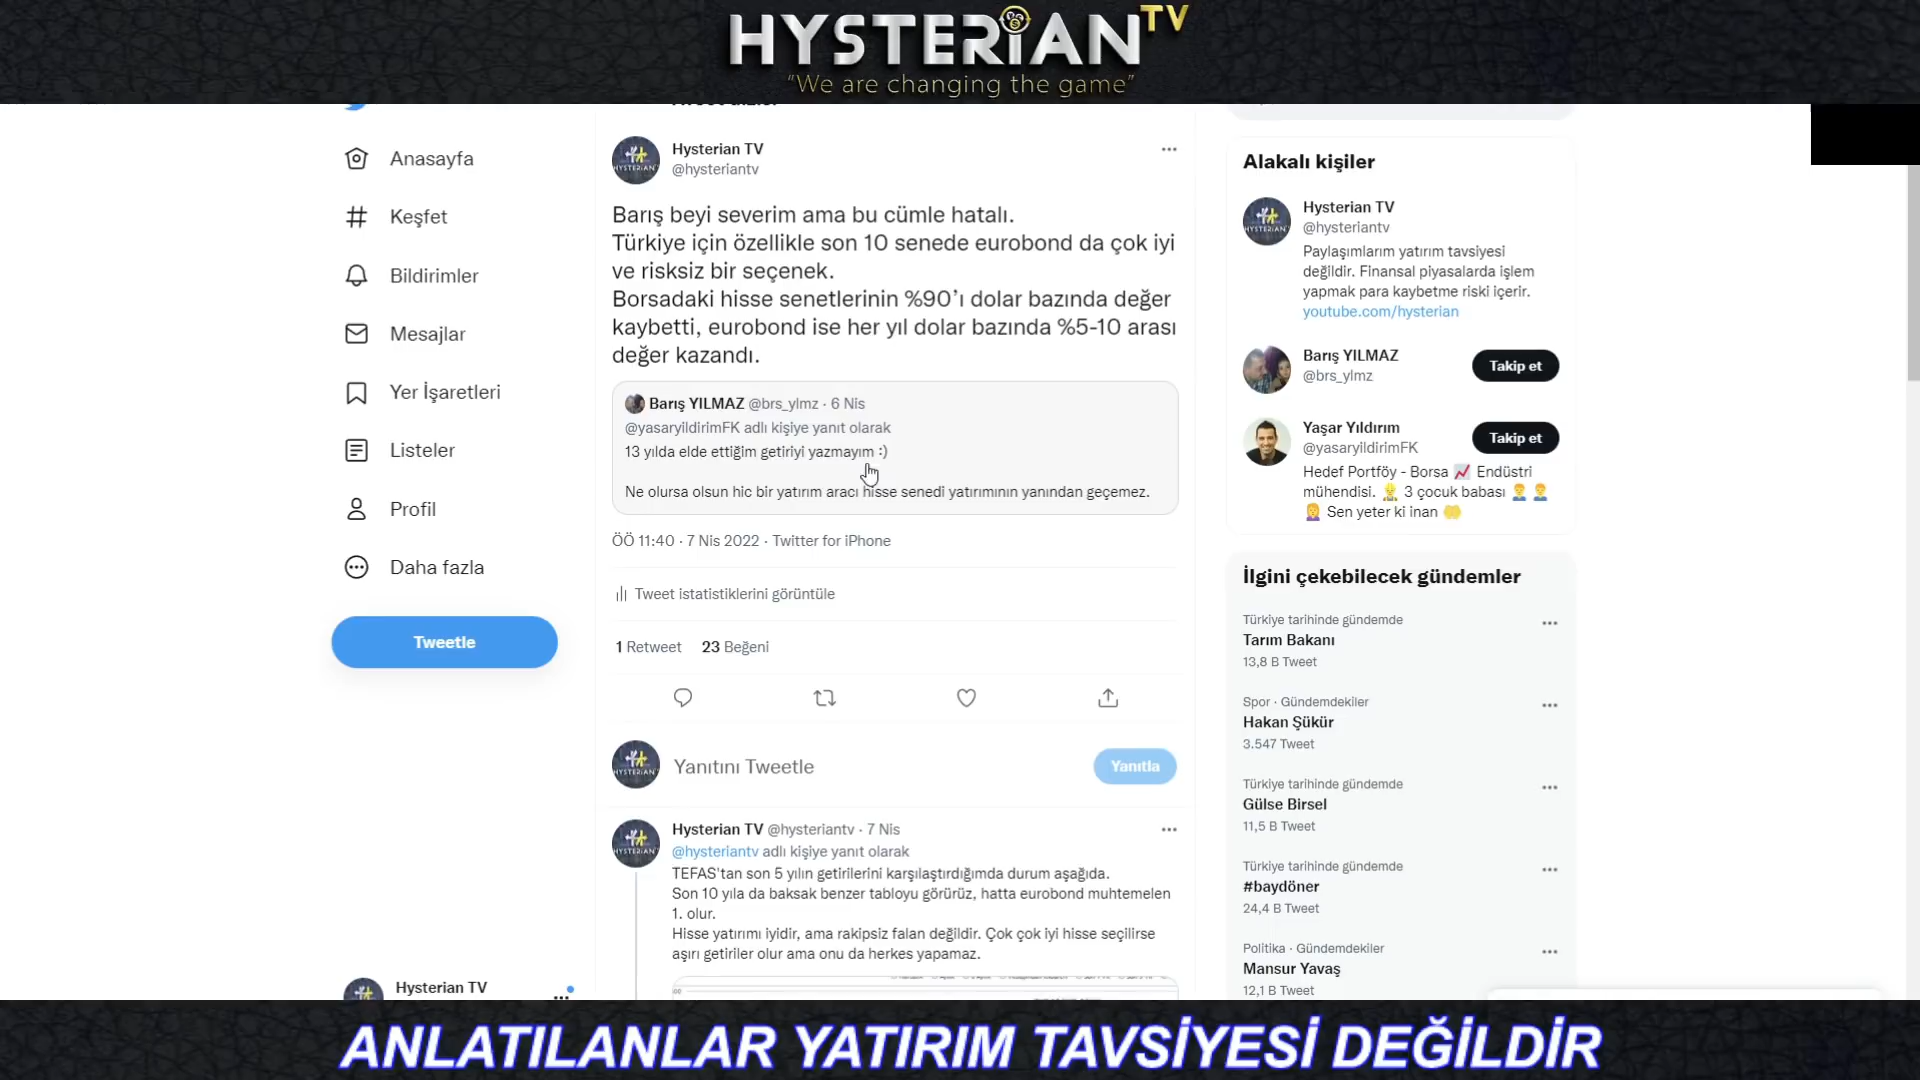 HYSTERIAN TV
"We are changing the game"
Anasayfa
Keşfet
Bildirimler
Mesajlar
Yer İşaretleri
Listeler
Profil
Daha fazla
Tweetle
Hysterian TV
Hysterian TV
@hysteriantv
Barış beyi severim ama bu cümle hatalı.
Türkiye için özellikle son 10 senede eurobond da çok iyi
ve risksiz bir seçenek.
Borsadaki hisse senetlerinin %90’ı dolar bazında değer
kaybetti, eurobond ise her yıl dolar bazında %5-10 arası
değer kazandı.
Barış YILMAZ @brs_ylmz · 6 Nis
@yasaryildirimFK adlı kişiye yanıt olarak
13 yılda elde ettiğim getiriyi yazmayım :)
Ne olursa olsun hic bir yatırım aracı hisse senedi yatırımının yanından geçemez.
ÖÖ 11:40 · 7 Nis 2022 · Twitter for iPhone
Tweet istatistiklerini görüntüle
1 Retweet 23 Beğeni
Yanıtını Tweetle
Yanıtla
Hysterian TV @hysteriantv · 7 Nis
@hysteriantv adlı kişiye yanıt olarak
TEFAS'tan son 5 yılın getirilerini karşılaştırdığımda durum aşağıda.
Son 10 yıla da baksak benzer tabloyu görürüz, hatta eurobond muhtemelen
1. olur.
Hisse yatırımı iyidir, ama rakipsiz falan değildir. Çok çok iyi hisse seçilirse
aşırı getiriler olur ama onu da herkes yapamaz.
Alakalı kişiler
Hysterian TV
@hysteriantv
Paylaşımlarım yatırım tavsiyesi
değildir. Finansal piyasalarda işlem
yapmak para kaybetme riski içerir.
youtube.com/hysterian
Barış YILMAZ
@brs_ylmz
Takip et
Yaşar Yıldırım
@yasaryildirimFK
Takip et
Hedef Portföy - Borsa 📈 Endüstri
mühendisi. 👷 3 çocuk babası 🤦‍♂️ 🤦‍♂️
🤦‍♀️ Sen yeter ki inan 🤲
İlgini çekebilecek gündemler
Türkiye tarihinde gündemde
Tarım Bakanı
13,8 B Tweet
Spor · Gündemdekiler
Hakan Şükür
3.547 Tweet
Türkiye tarihinde gündemde
Gülse Birsel
11,5 B Tweet
Türkiye tarihinde gündemde
#baydöner
24,4 B Tweet
Politika · Gündemdekiler
Mansur Yavaş
12,1 B Tweet
ANLATILANLAR YATIRIM TAVSİYESİ DEĞİLDİR